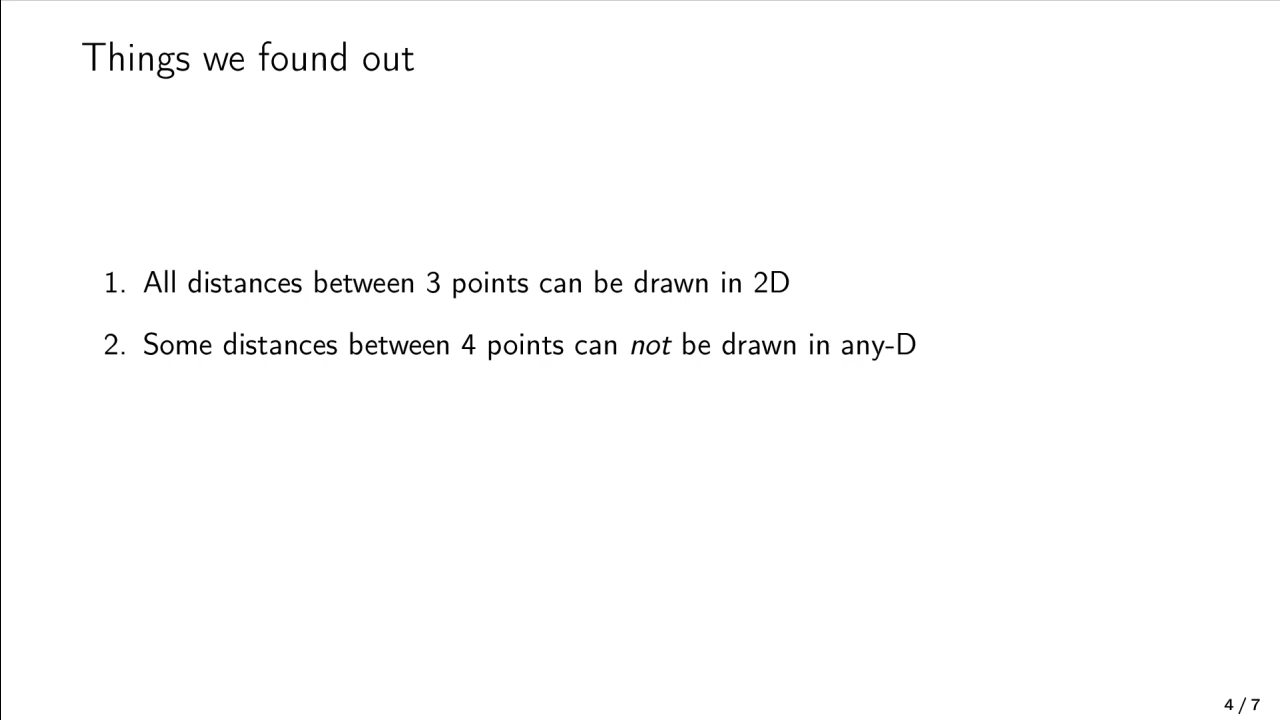 Things we found out
1. All distances between 3 points can be drawn in 2D
2. Some distances between 4 points can not be drawn in any-D
4 / 7